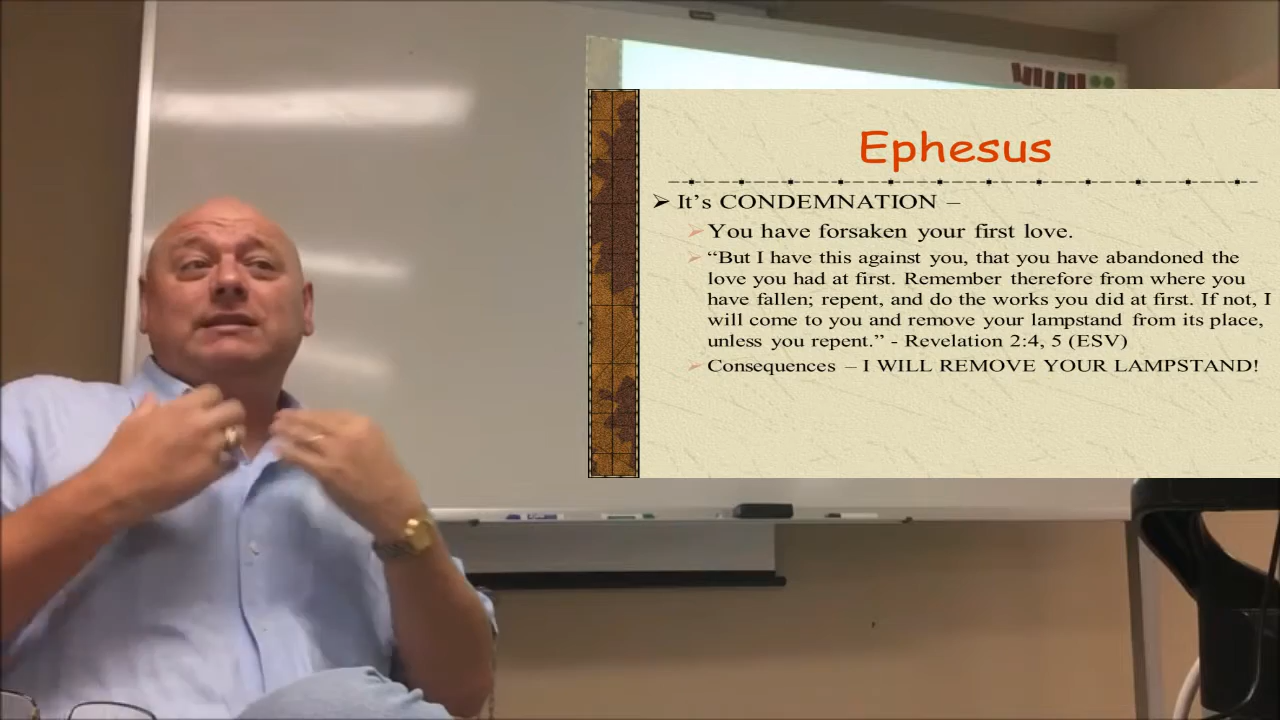 Ephesus
It’s CONDEMNATION –
You have forsaken your first love.
“But I have this against you, that you have abandoned the
love you had at first. Remember therefore from where you
have fallen; repent, and do the works you did at first. If not, I
will come to you and remove your lampstand from its place,
unless you repent.” - Revelation 2:4, 5 (ESV)
Consequences – I WILL REMOVE YOUR LAMPSTAND!